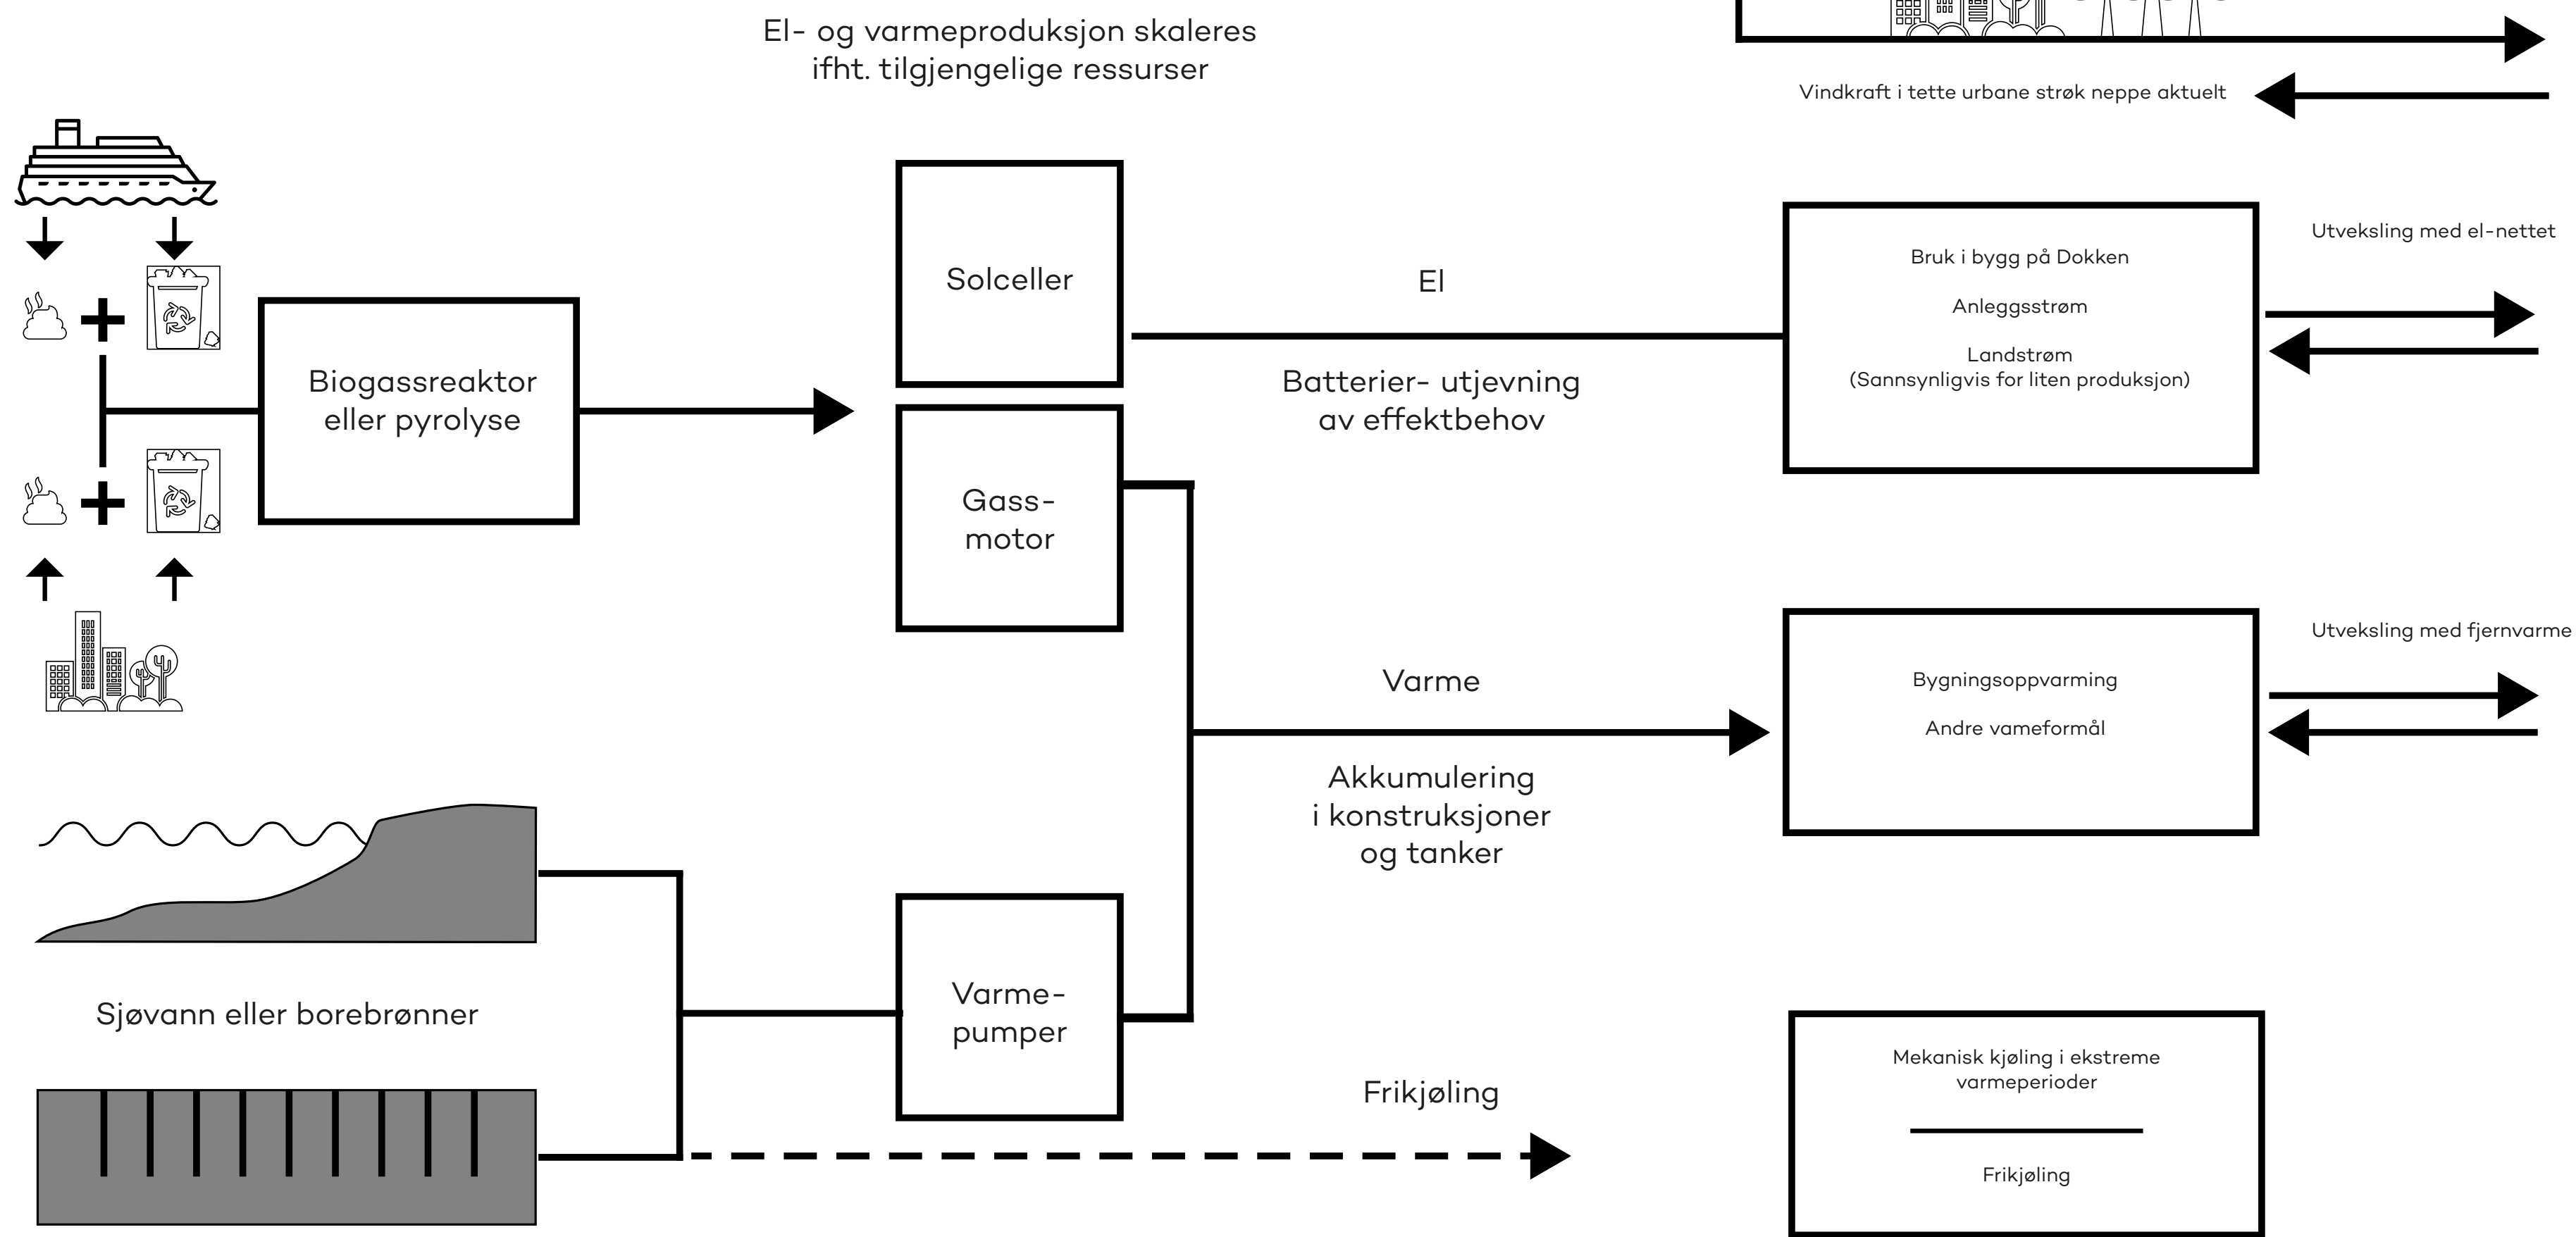 El- og varmeproduksjon skaleres
ifht. tilgjengelige ressurser
Vindkraft i tette urbane strøk neppe aktuelt
Solceller
El
Bruk i bygg på Dokken
Anleggsstrøm
Landstrøm
(Sannsynligvis for liten produksjon)
Utveksling med el-nettet
Biogassreaktor
eller pyrolyse
Batterier- utjevning
av effektbehov
Gass-
motor
Varme
Bygningsoppvarming
Andre vameformål
Utveksling med fjernvarme
Akkumulering
i konstruksjoner
og tanker
Sjøvann eller borebrønner
Varme-
pumper
Frikjøling
Mekanisk kjøling i ekstreme
varmeperioder
Frikjøling